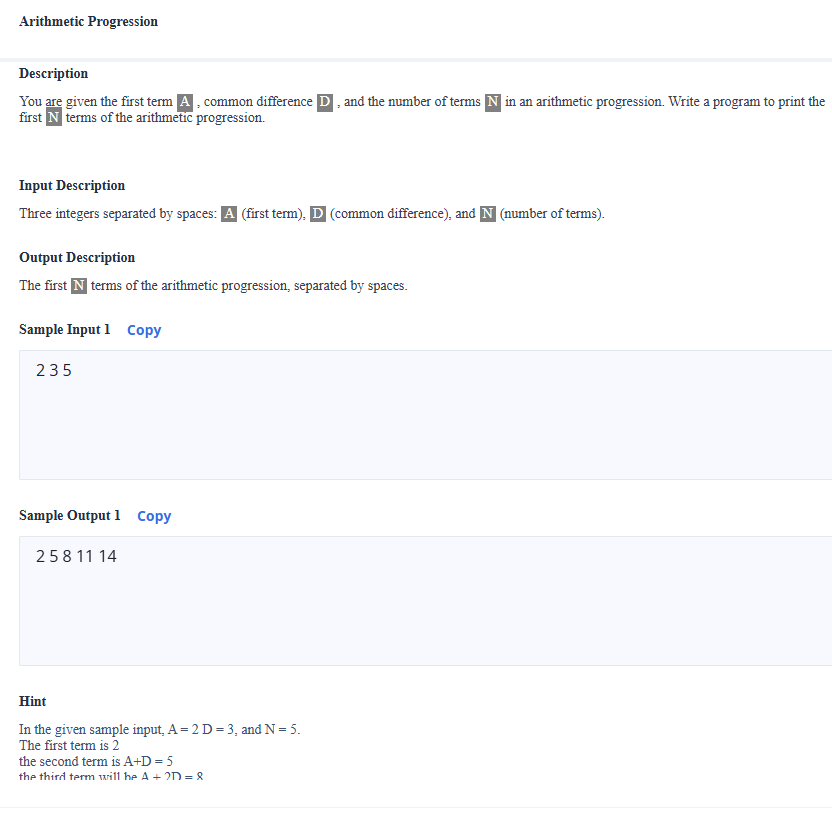 Arithmetic Progression
Description
You are given the first term A , common difference D , and the number of terms N in an arithmetic progression. Write a program to print the
first N terms of the arithmetic progression.
Input Description
Three integers separated by spaces: A (first term), D (common difference), and N (number of terms).
Output Description
The first N terms of the arithmetic progression, separated by spaces.
Sample Input 1 Copy
2 3 5
Sample Output 1 Copy
2 5 8 11 14
Hint
In the given sample input, A = 2 D = 3, and N = 5.
The first term is 2
the second term is A+D = 5
the third term will be A + 2D = 8